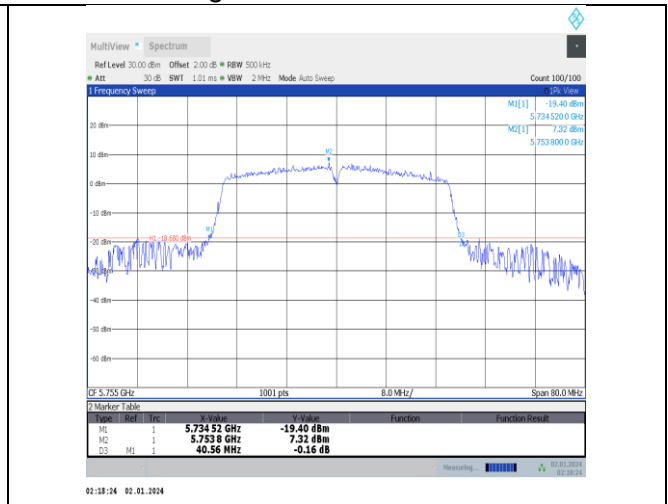 MultiView Spectrum
Ref Level 30.00 dBm Offset 2.00 dB RBW 500 kHz
Att 30 dB SWT 1.01 ms VBW 2 MHz Mode Auto Sweep Count 100/100
1 Frequency Sweep 1Pk View
M1[1] -19.40 dBm
5.734520 0 GHz
M2[1] 7.32 dBm
5.753800 0 GHz
20 dBm
M2
10 dBm
0 dBm
-10 dBm
M1
H1 -18.680 dBm
D3
-20 dBm
-30 dBm
-40 dBm
-50 dBm
-60 dBm
CF 5.755 GHz 1001 pts 8.0 MHz/ Span 80.0 MHz
2 Marker Table
Type Ref Trc X-Value Y-Value Function Function Result
M1 1 5.734 52 GHz -19.40 dBm
M2 1 5.753 8 GHz 7.32 dBm
D3 M1 1 40.56 MHz -0.16 dB
Measuring... 02.01.2024
02:18:24
02:18:24 02.01.2024